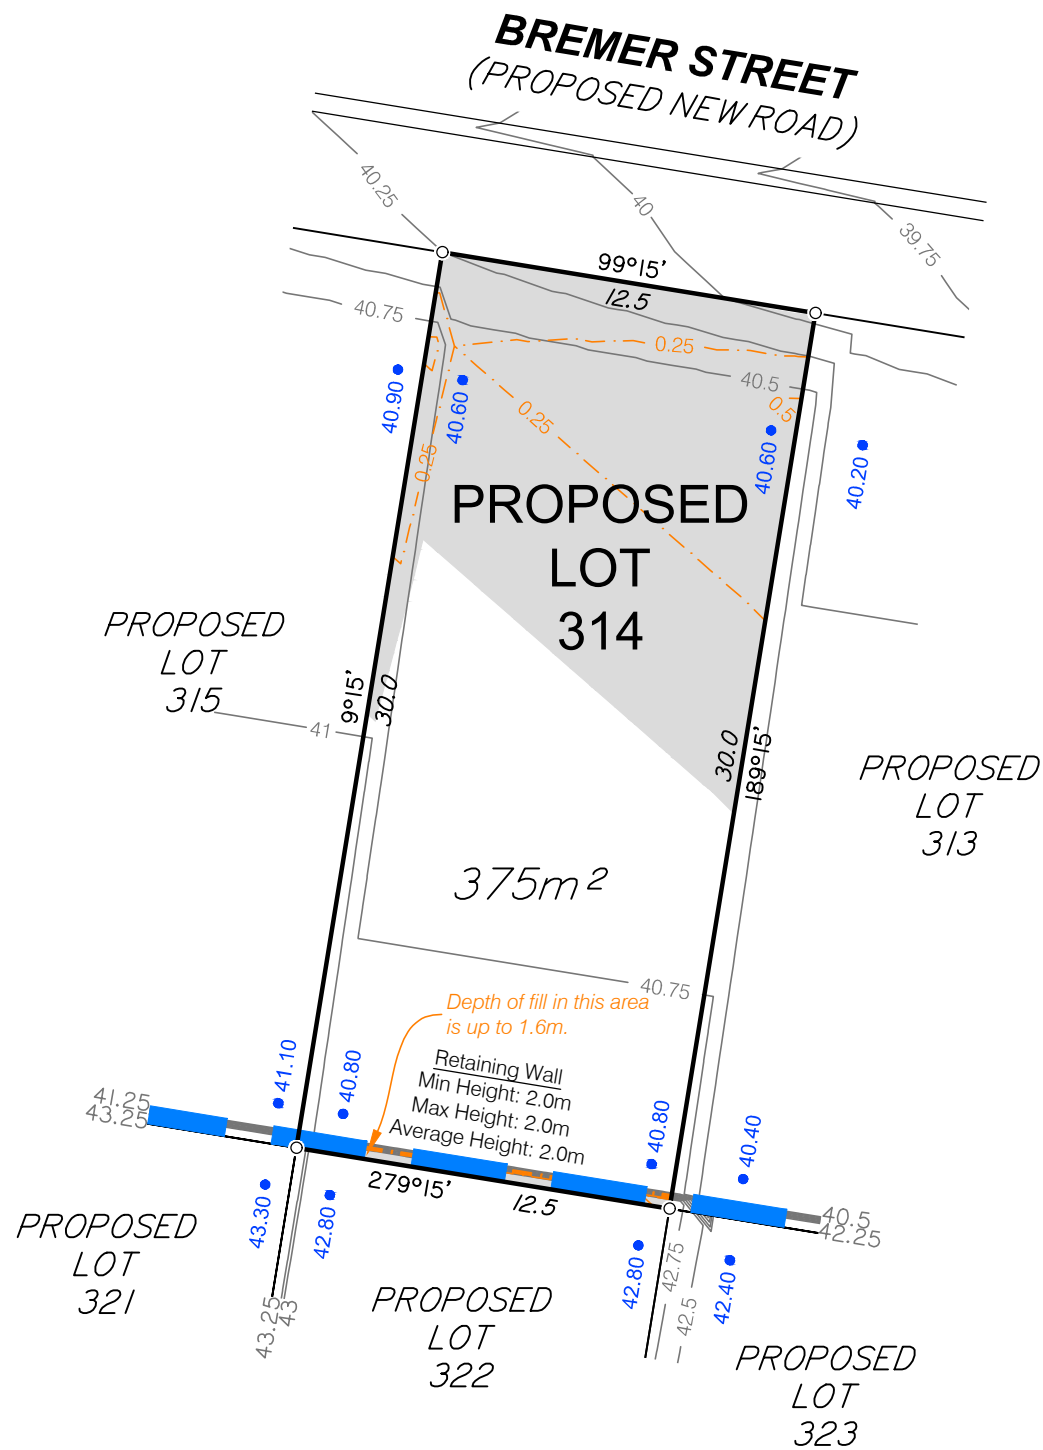 BREMER STREET
(PROPOSED NEW ROAD)
40.25
40
39.75
99°15'
12.5
40.75
0.25
40.5
0.5
40.90
40.60
0.25
40.60
40.20
0.25
PROPOSED
LOT
314
PROPOSED
LOT
315
9°15'
30.0
41
30.0
189°15'
PROPOSED
LOT
313
375m²
40.75
Depth of fill in this area
is up to 1.6m.
Retaining Wall
Min Height: 2.0m
Max Height: 2.0m
Average Height: 2.0m
41.10
40.80
40.80
40.40
41.25
43.25
279°15'
12.5
40.5
42.25
43.30
42.80
42.80
42.75
42.5
42.40
PROPOSED
LOT
321
43.25
43
PROPOSED
LOT
322
PROPOSED
LOT
323